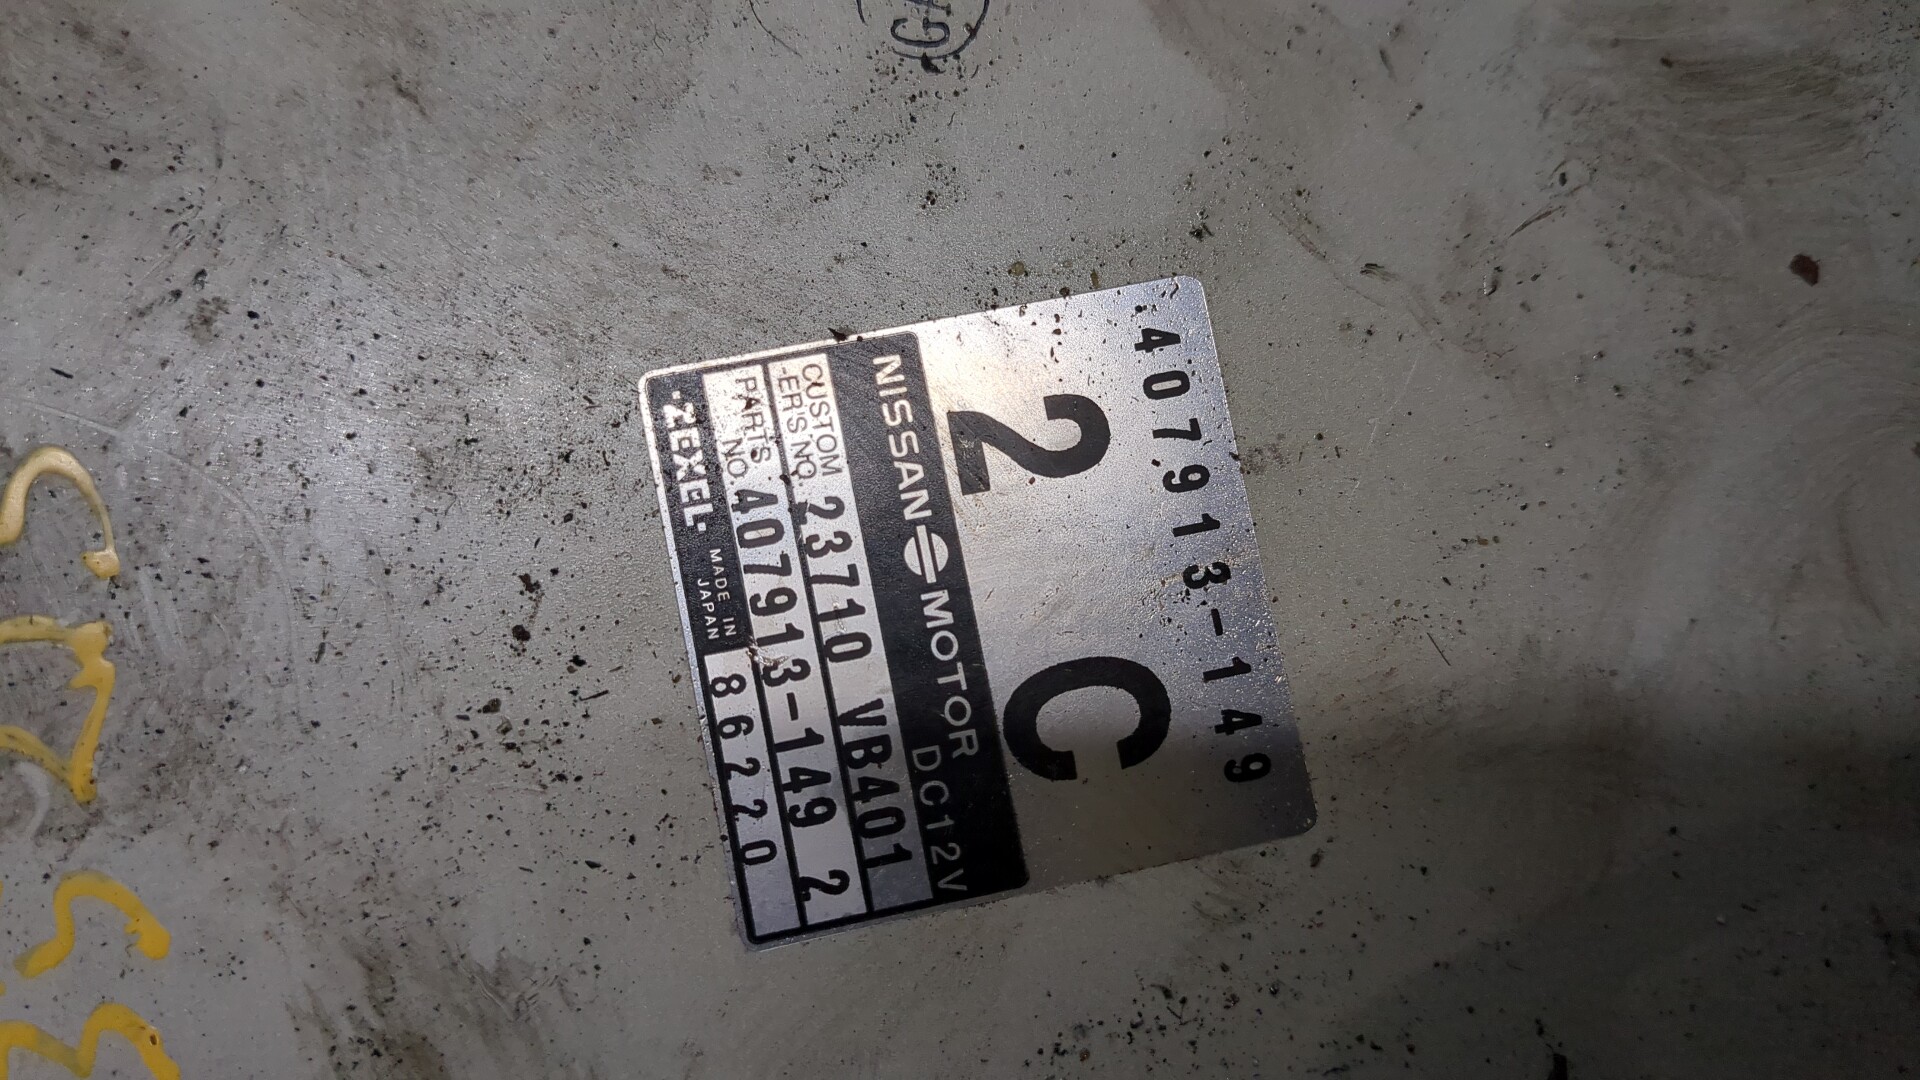 407913-149
2 C
NISSAN MOTOR DC12V
CUSTOM
-ER'S NO. 23710 VB401
PARTS
NO. 407913-149 2
ZEXEL MADE IN
JAPAN 86220